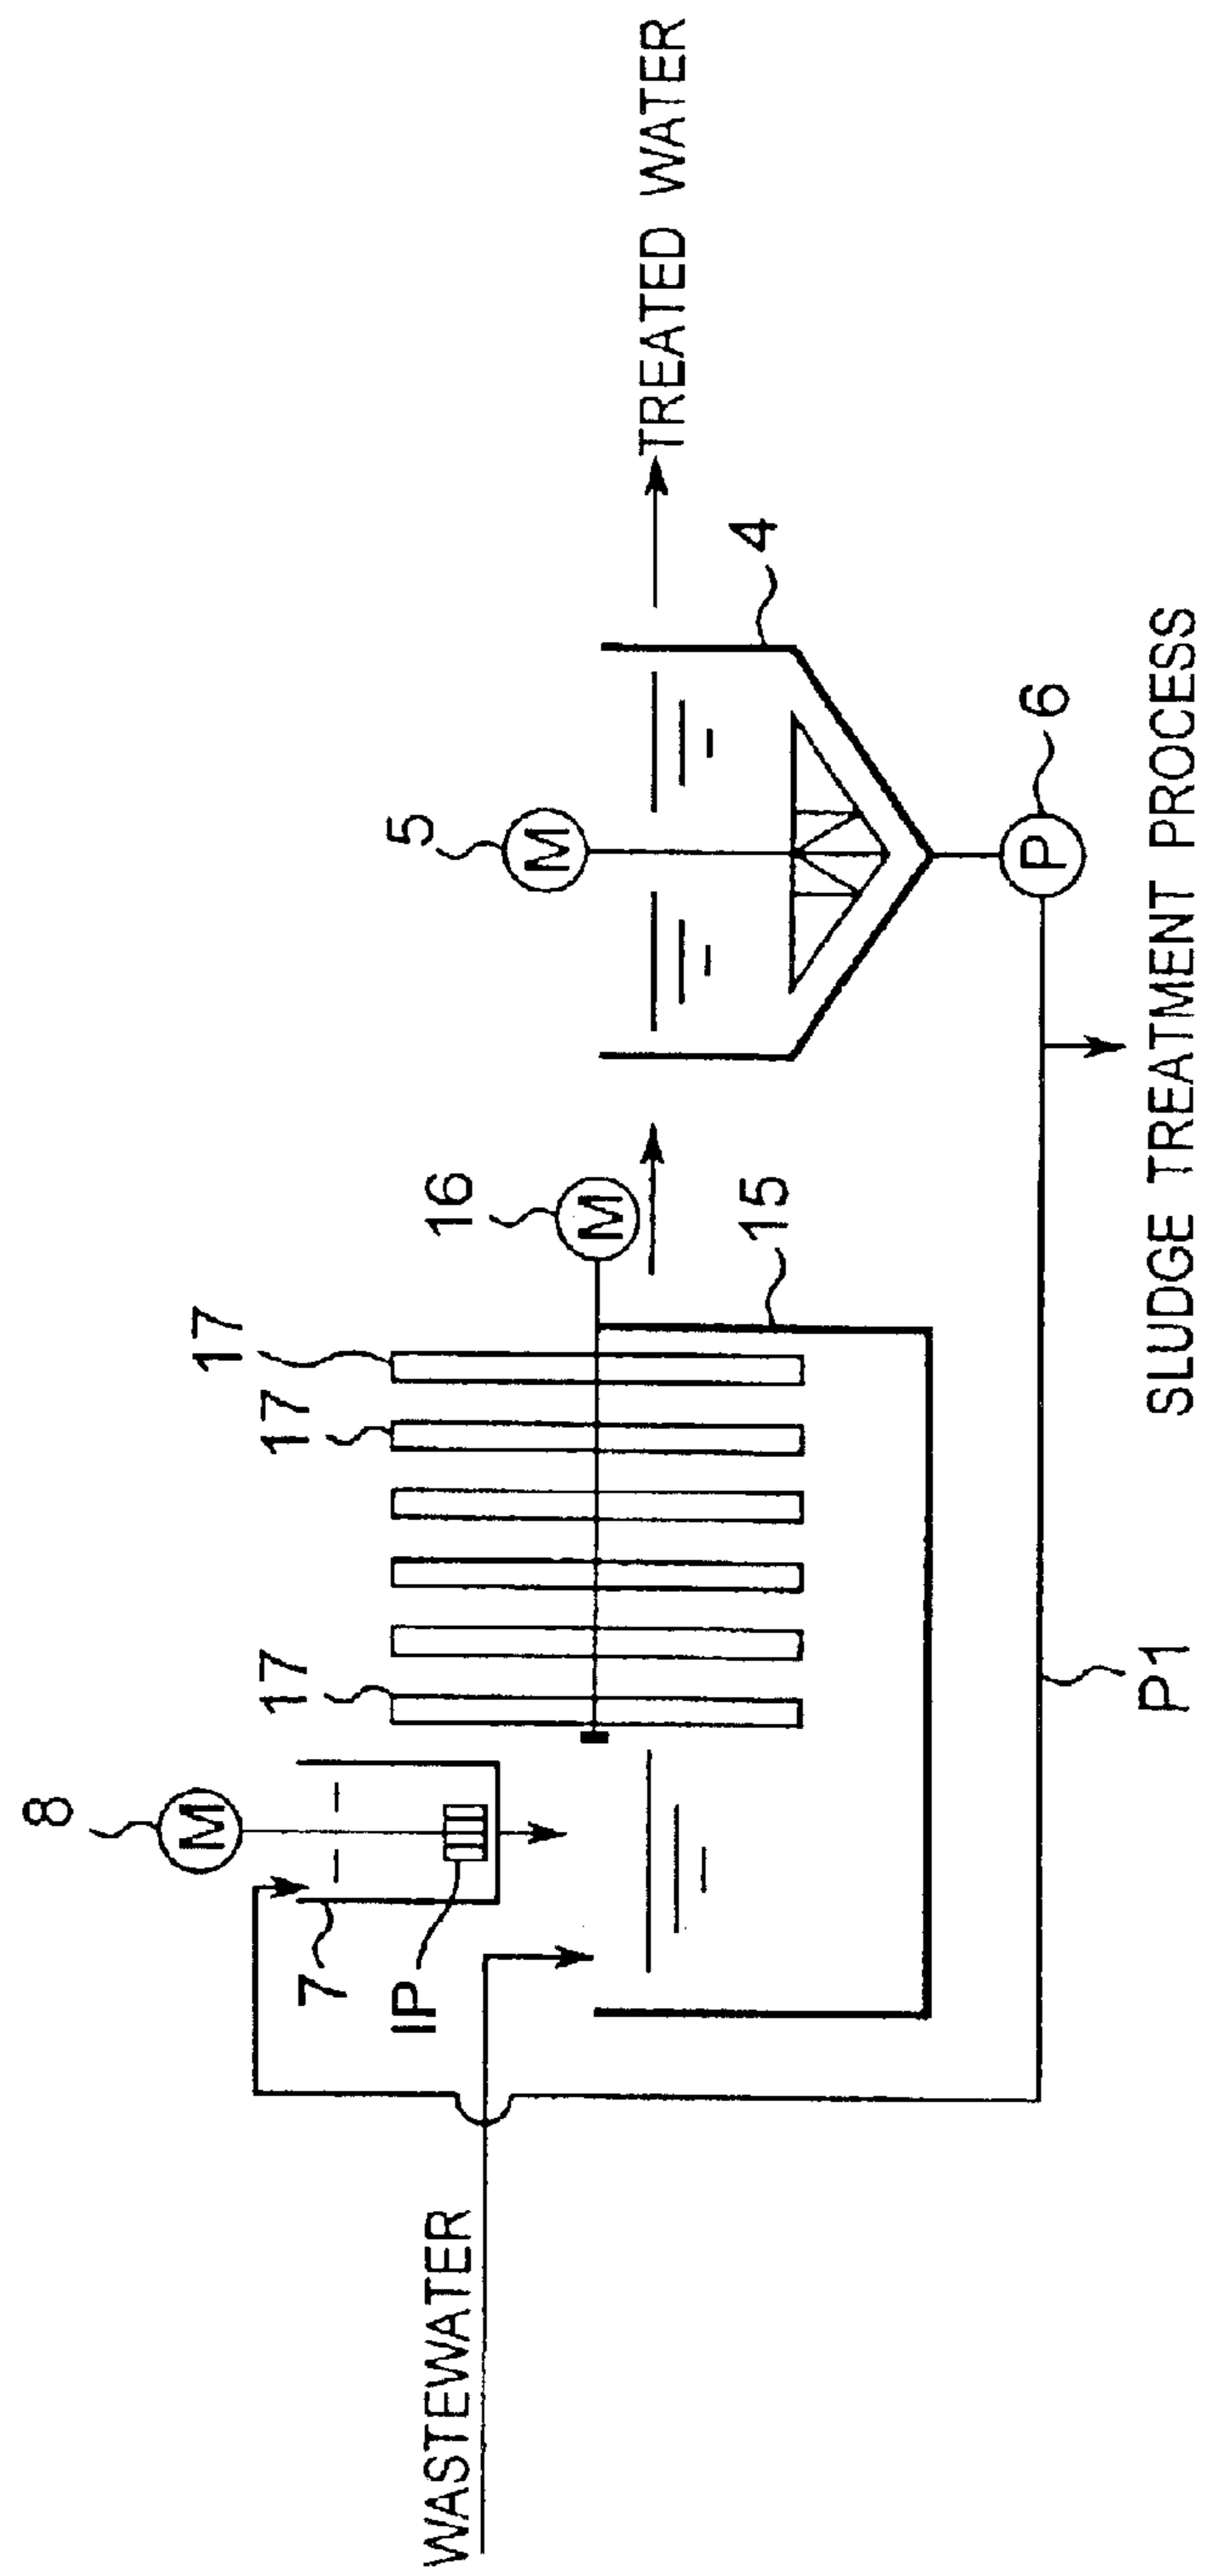 8
M
7
IP
17
17
17
16
M
15
5
M
4
TREATED WATER
WASTEWATER
P1
6
P
SLUDGE TREATMENT PROCESS